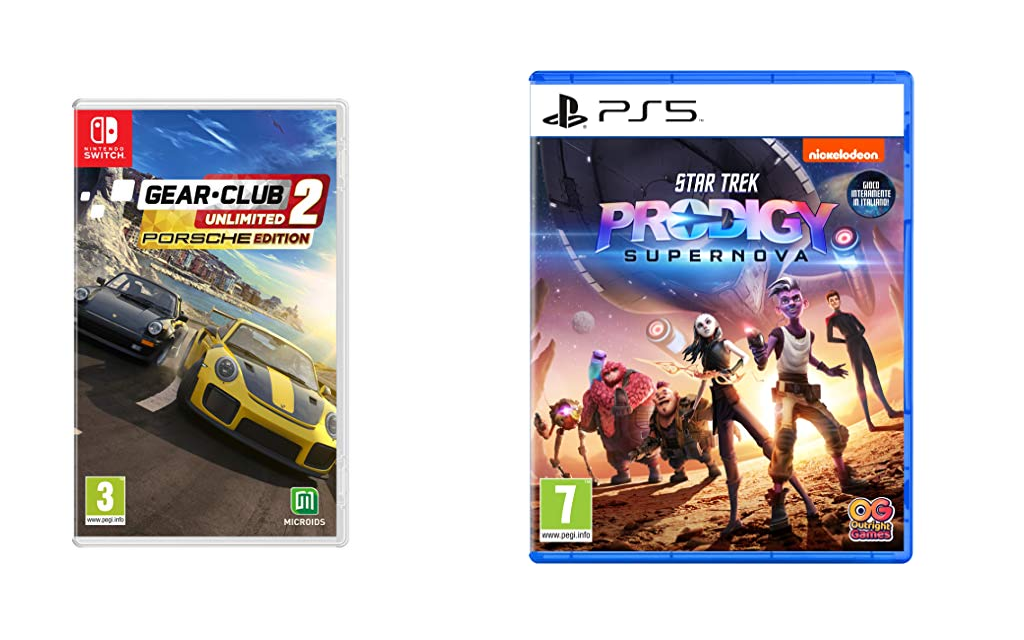 NINTENDO
SWITCH
GEAR•CLUB
UNLIMITED 2
PORSCHE EDITION
3
www.pegi.info
MICROIDS
PS5
nickelodeon
STAR TREK
PRODIGY
SUPERNOVA
GIOCO
INTERAMENTE
IN ITALIANO!
7
www.pegi.info
OG
Outright
Games